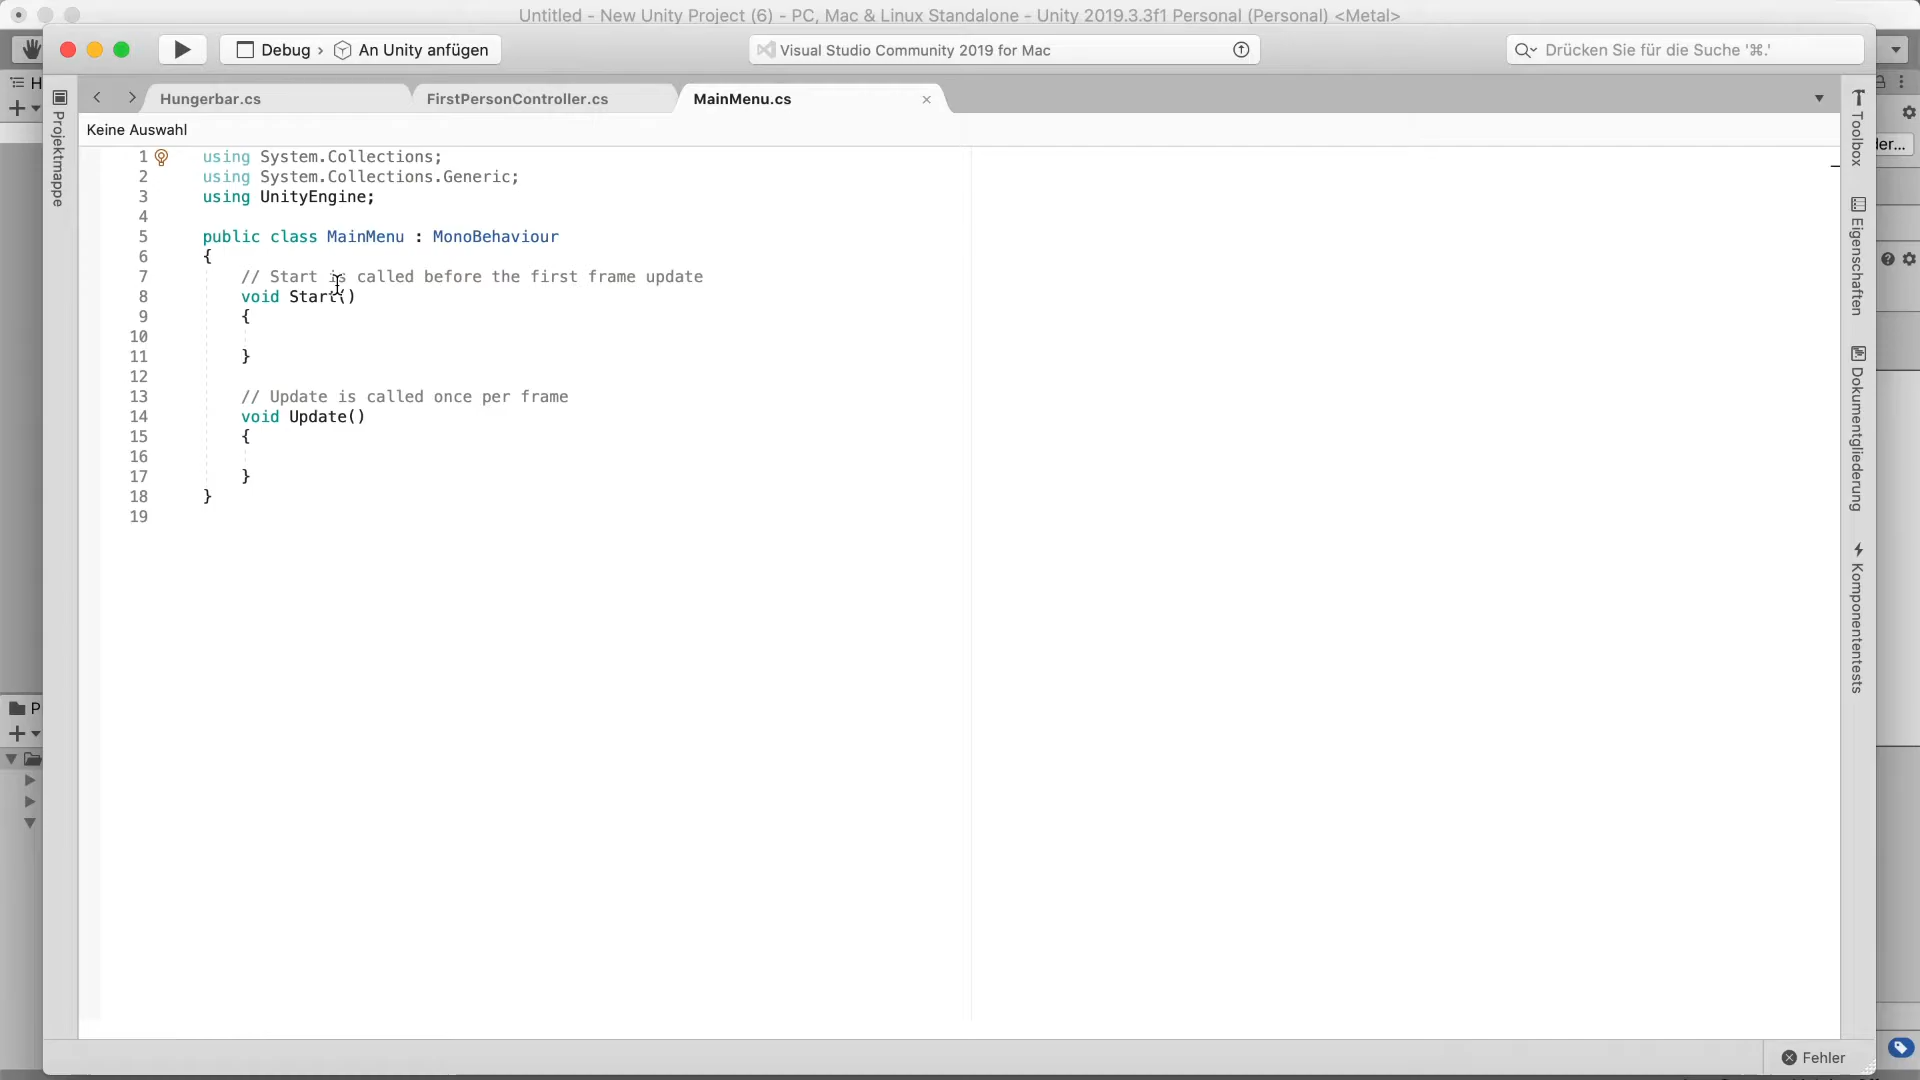 Untitled - New Unity Project (6) - PC, Mac & Linux Standalone - Unity 2019.3.3f1 Personal (Personal) <Metal>
Debug › An Unity anfügen
Visual Studio Community 2019 for Mac
Drücken Sie für die Suche '⌘.'
H
Hungerbar.cs
FirstPersonController.cs
MainMenu.cs
Keine Auswahl
Projektmappe
1 using System.Collections;
2 using System.Collections.Generic;
3 using UnityEngine;
4
5 public class MainMenu : MonoBehaviour
6 {
7 // Start is called before the first frame update
8 void Start()
9 {
10
11 }
12
13 // Update is called once per frame
14 void Update()
15 {
16
17 }
18 }
19
Toolbox
der...
Eigenschaften
Dokumentgliederung
Komponententests
P
Fehler